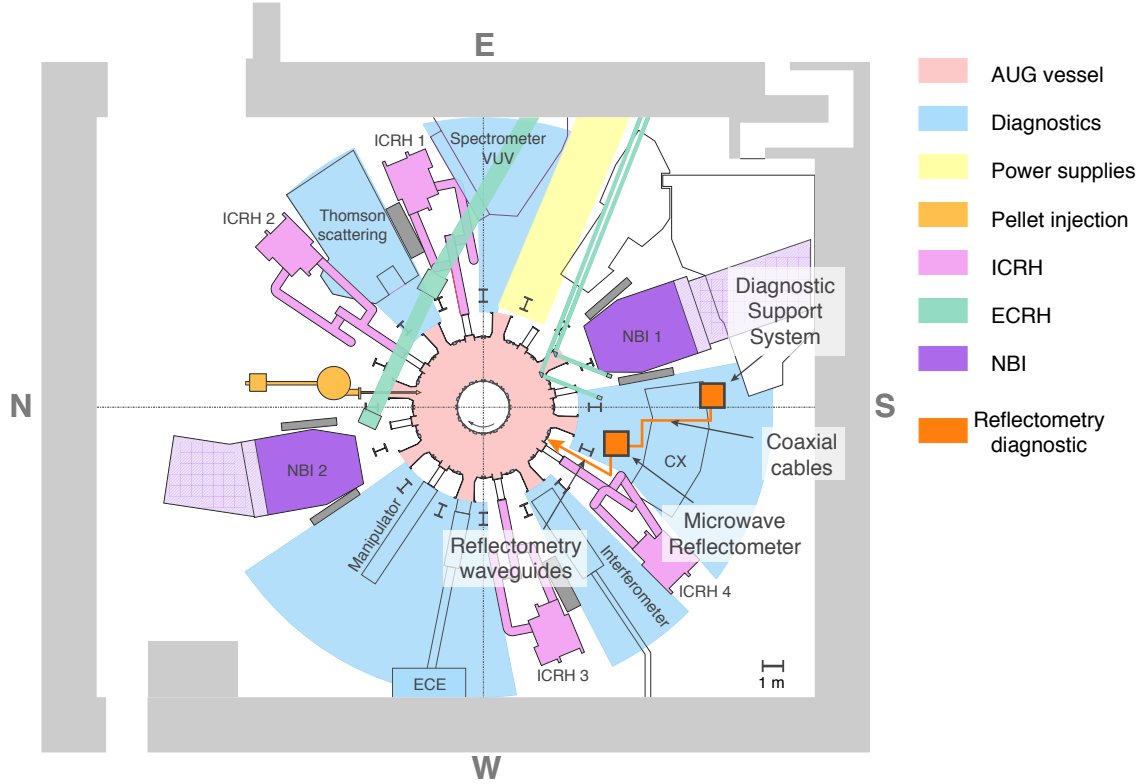 E
ICRH 1
Spectrometer
VUV
ICRH 2
Thomson
scattering
NBI 1
Diagnostic
Support
System
N
S
NBI 2
CX
Coaxial
cables
Manipulator
Reflectometry
waveguides
Microwave
Reflectometer
Interferometer
ICRH 4
ICRH 3
ECE
1 m
W
AUG vessel
Diagnostics
Power supplies
Pellet injection
ICRH
ECRH
NBI
Reflectometry
diagnostic